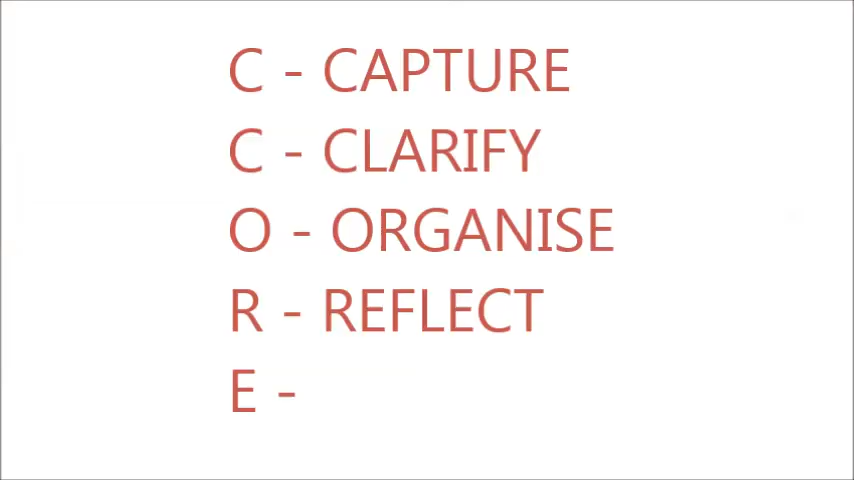 C - CAPTURE
C - CLARIFY
O - ORGANISE
R - REFLECT
E -